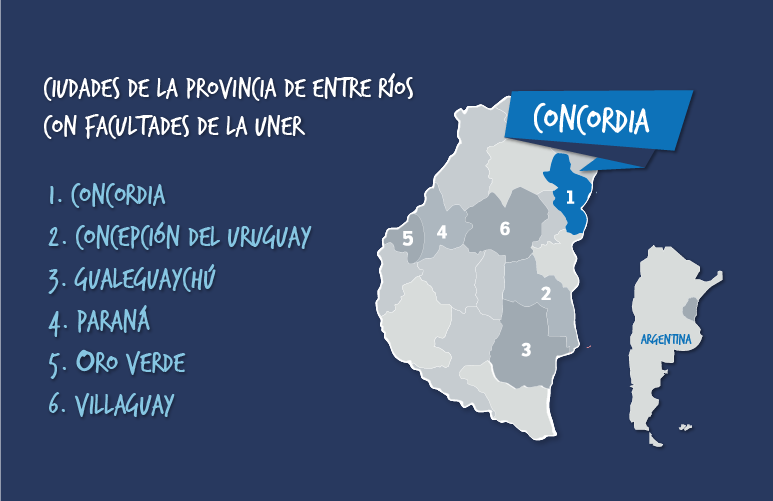 CIUDADES DE LA PROVINCIA DE ENTRE RÍOS
CON FACULTADES DE LA UNER
CONCORDIA
1. CONCORDIA
2. CONCEPCIÓN DEL URUGUAY
3. GUALEGUAYCHÚ
4. PARANÁ
5. ORO VERDE
6. VILLAGUAY
1
6
4
5
2
3
ARGENTINA